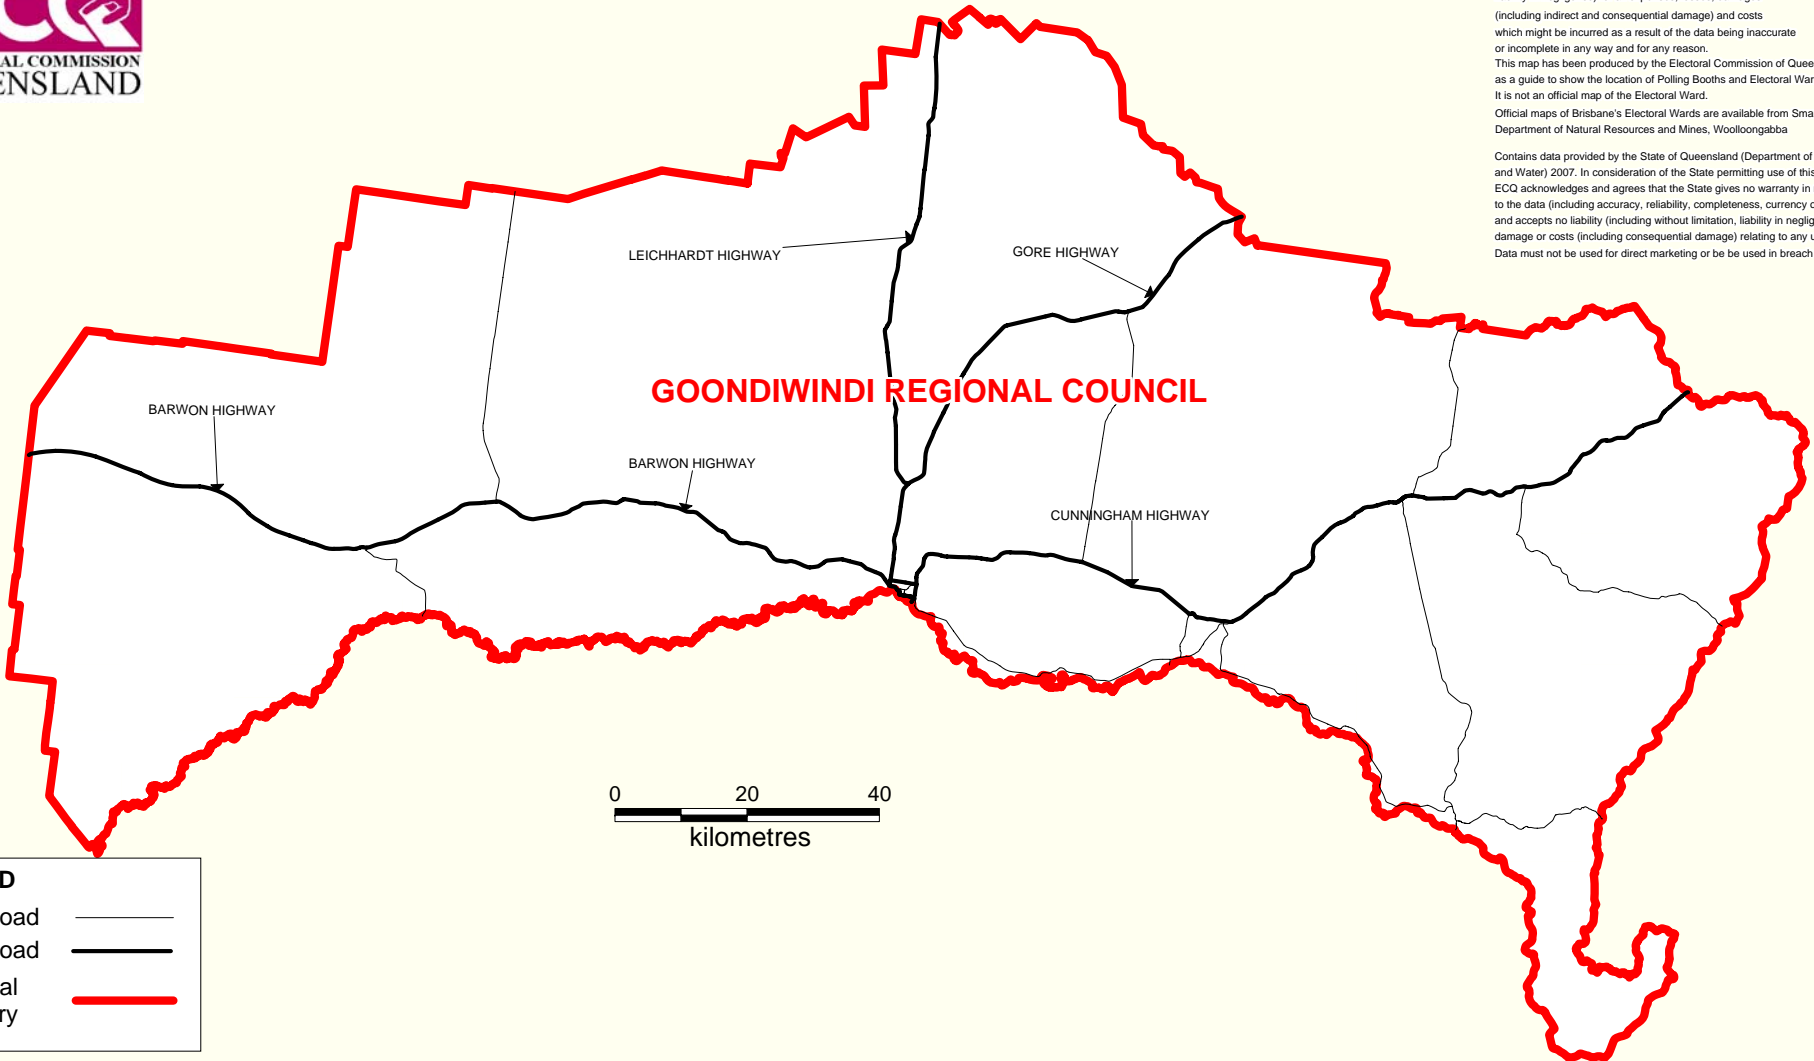 CQ
AL COMMISSION
ENSLAND
(including indirect and consequential damage) and costs
which might be incurred as a result of the data being inaccurate
or incomplete in any way and for any reason.
This map has been produced by the Electoral Commission of Quee
as a guide to show the location of Polling Booths and Electoral War
It is not an official map of the Electoral Ward.
Official maps of Brisbane's Electoral Wards are available from Sma
Department of Natural Resources and Mines, Woolloongabba
Contains data provided by the State of Queensland (Department of
and Water) 2007. In consideration of the State permitting use of this
ECQ acknowledges and agrees that the State gives no warranty in
to the data (including accuracy, reliability, completeness, currency o
and accepts no liability (including without limitation, liability in neglig
damage or costs (including consequential damage) relating to any u
Data must not be used for direct marketing or be be used in breach
LEICHHARDT HIGHWAY
GORE HIGHWAY
GOONDIWINDI REGIONAL COUNCIL
BARWON HIGHWAY
BARWON HIGHWAY
CUNNINGHAM HIGHWAY
0 20 40
kilometres
D
oad
oad
al
ry